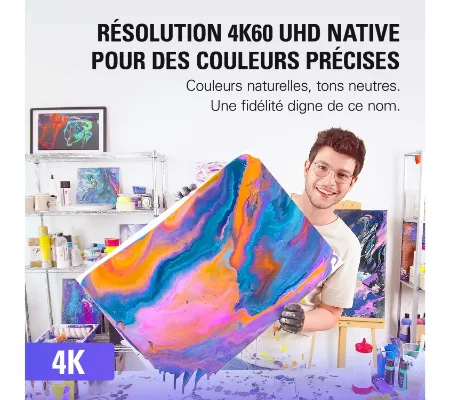 RÉSOLUTION 4K60 UHD NATIVE
POUR DES COULEURS PRÉCISES
Couleurs naturelles, tons neutres.
Une fidélité digne de ce nom.
4K